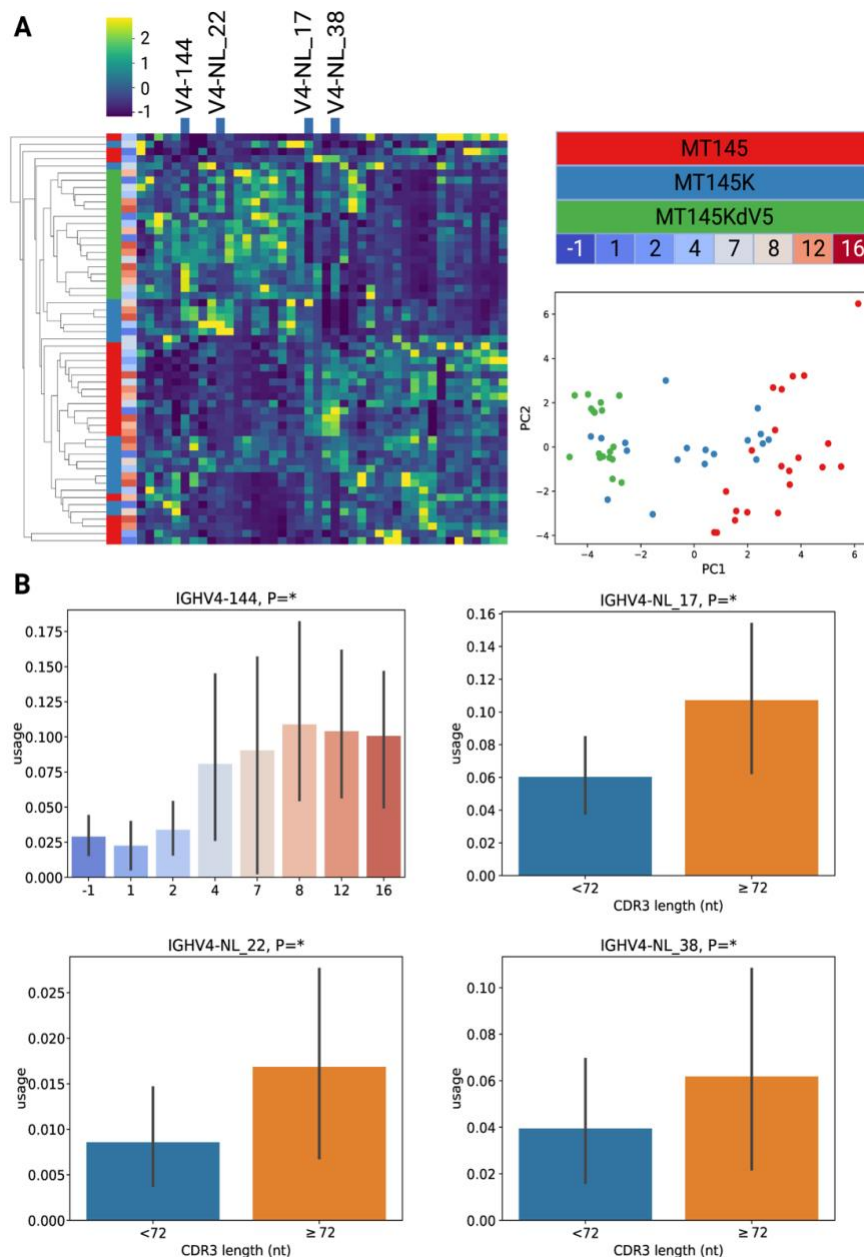 A
2
1
0
-1
V4-144
V4-NL_22
V4-NL_17
V4-NL_38
MT145
MT145K
MT145KdV5
-1 1 2 4 7 8 12 16
6
4
2
0
-2
-4
PC2
-4 -2 0 2 4 6
PC1
B
IGHV4-144, P=*
0.175
0.150
0.125
0.100
0.075
0.050
0.025
0.000
usage
-1 1 2 4 7 8 12 16
IGHV4-NL_17, P=*
0.16
0.14
0.12
0.10
0.08
0.06
0.04
0.02
0.00
usage
<72 ≥ 72
CDR3 length (nt)
IGHV4-NL_22, P=*
0.025
0.020
0.015
0.010
0.005
0.000
usage
<72 ≥ 72
CDR3 length (nt)
IGHV4-NL_38, P=*
0.10
0.08
0.06
0.04
0.02
0.00
usage
<72 ≥ 72
CDR3 length (nt)